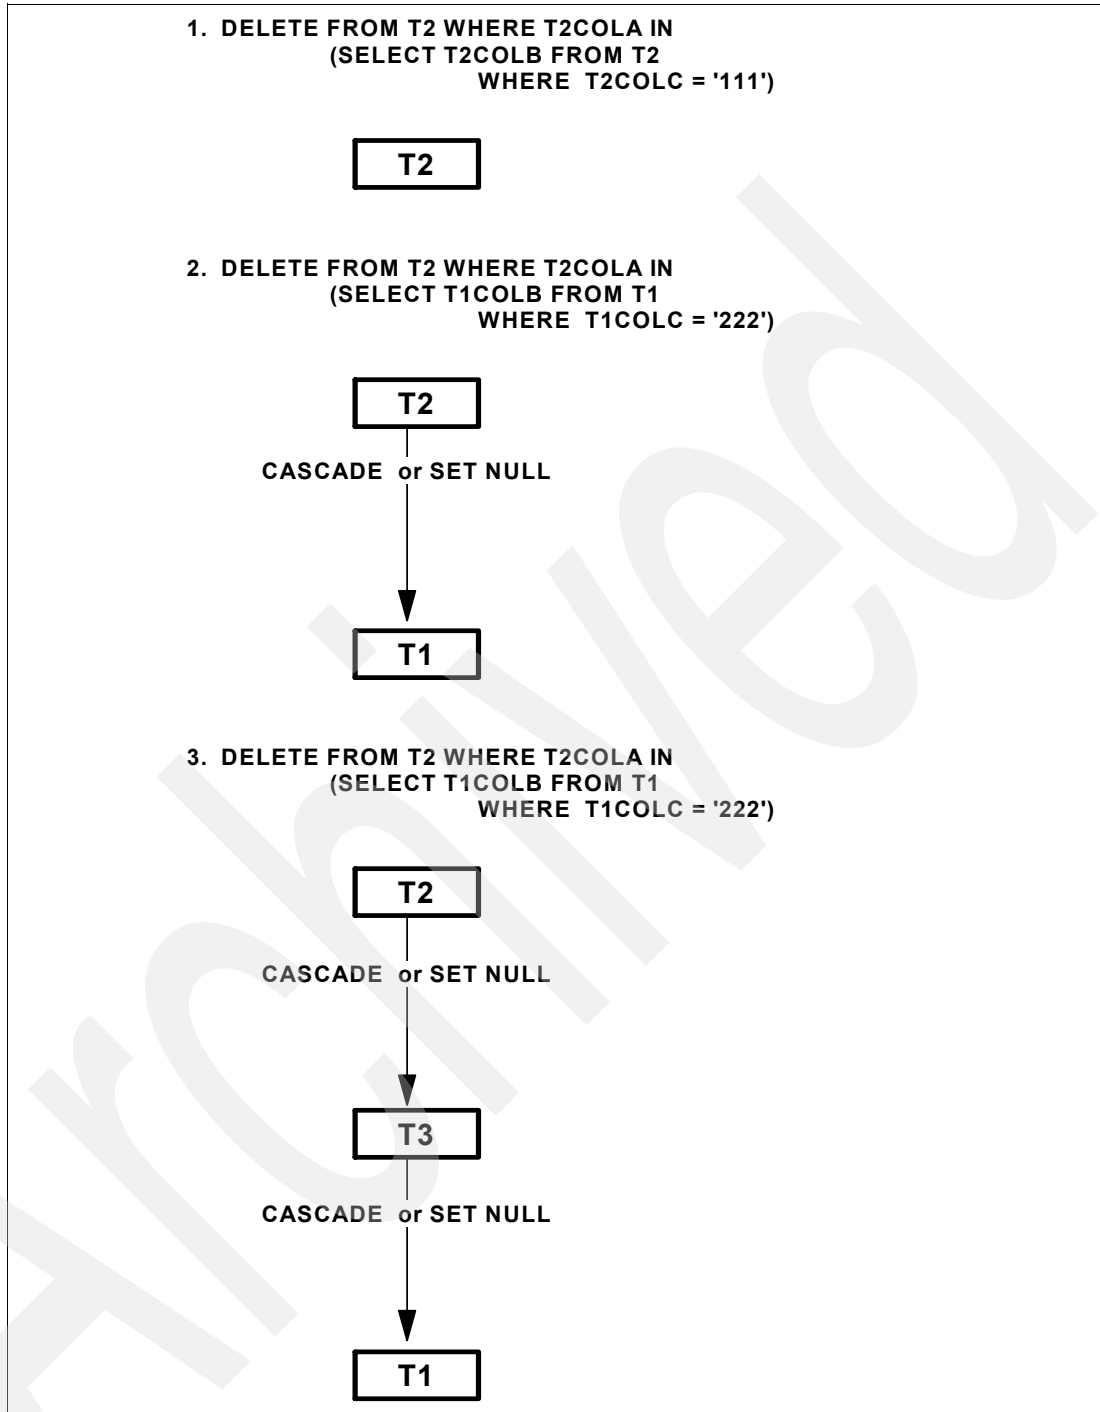 1. DELETE FROM T2 WHERE T2COLA IN
(SELECT T2COLB FROM T2
WHERE T2COLC = '111')
T2
2. DELETE FROM T2 WHERE T2COLA IN
(SELECT T1COLB FROM T1
WHERE T1COLC = '222')
T2
CASCADE or SET NULL
T1
3. DELETE FROM T2 WHERE T2COLA IN
(SELECT T1COLB FROM T1
WHERE T1COLC = '222')
T2
CASCADE or SET NULL
T3
CASCADE or SET NULL
T1
Archived